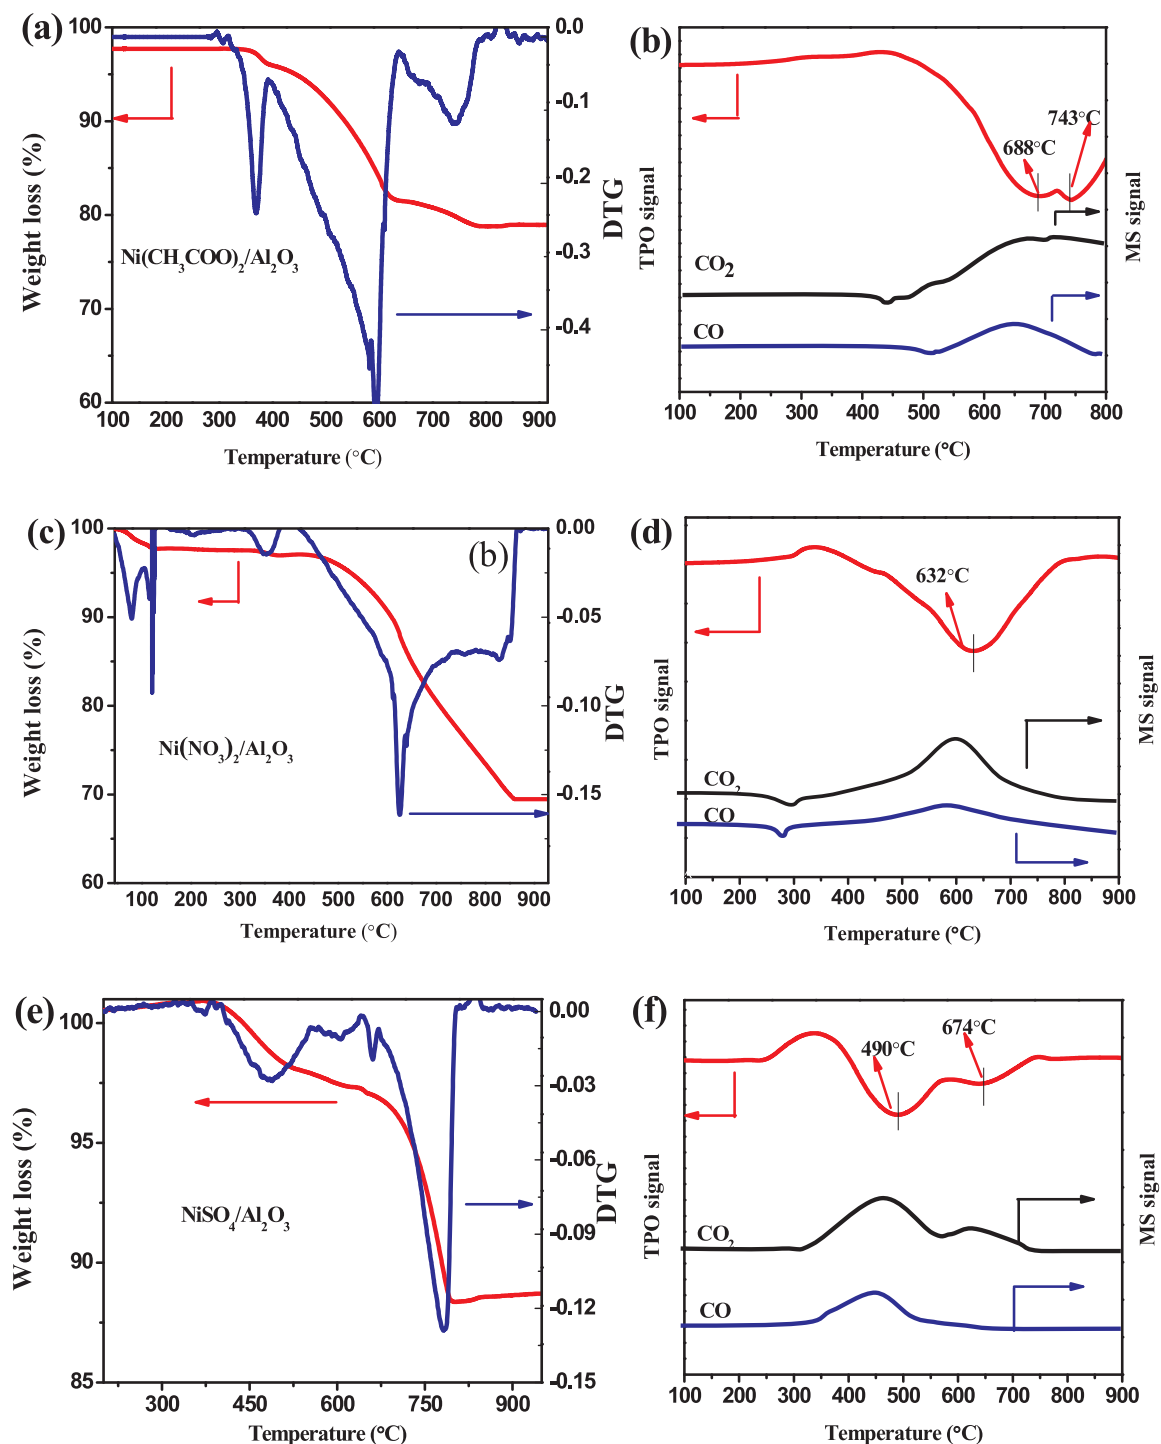 (a)
100
90
80
70
60
Weight loss (%)
0.0
-0.1
-0.2
-0.3
-0.4
DTG
Ni(CH3COO)2/Al2O3
100 200 300 400 500 600 700 800 900
Temperature (°C)
(b)
TPO signal
MS signal
688°C
743°C
CO2
CO
100 200 300 400 500 600 700 800
Temperature (°C)
(c)
(b)
100
90
80
70
60
Weight loss (%)
0.00
-0.05
-0.10
-0.15
DTG
Ni(NO3)2/Al2O3
100 200 300 400 500 600 700 800 900
Temperature (°C)
(d)
TPO signal
MS signal
632°C
CO2
CO
100 200 300 400 500 600 700 800 900
Temperature (°C)
(e)
100
95
90
85
Weight loss (%)
0.00
-0.03
-0.06
-0.09
-0.12
-0.15
DTG
NiSO4/Al2O3
300 450 600 750 900
Temperature (°C)
(f)
TPO signal
MS signal
490°C
674°C
CO2
CO
100 200 300 400 500 600 700 800 900
Temperature (°C)